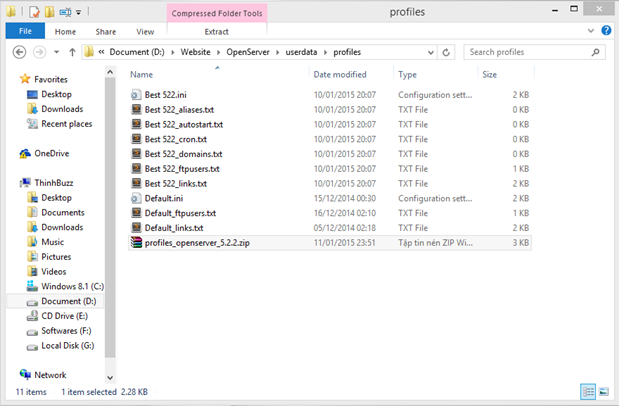 Compressed Folder Tools
profiles
File Home Share View Extract
« Document (D:) Website OpenServer userdata profiles
Search profiles
Name Date modified Type Size
Favorites
Desktop
Downloads
Recent places
OneDrive
ThinhBuzz
Desktop
Documents
Downloads
Music
Pictures
Videos
Windows 8.1 (C:)
Document (D:)
CD Drive (E:)
Softwares (F:)
Local Disk (G:)
Network
Best 522.ini 10/01/2015 20:07 Configuration sett... 2 KB
Best 522_aliases.txt 10/01/2015 20:07 TXT File 0 KB
Best 522_autostart.txt 10/01/2015 20:07 TXT File 0 KB
Best 522_cron.txt 10/01/2015 20:07 TXT File 0 KB
Best 522_domains.txt 10/01/2015 20:07 TXT File 0 KB
Best 522_ftpusers.txt 10/01/2015 20:07 TXT File 1 KB
Best 522_links.txt 10/01/2015 20:07 TXT File 2 KB
Default.ini 15/12/2014 00:30 Configuration sett... 2 KB
Default_ftpusers.txt 16/12/2014 02:10 TXT File 1 KB
Default_links.txt 05/12/2014 02:18 TXT File 2 KB
profiles_openserver_5.2.2.zip 11/01/2015 23:51 Tập tin nén ZIP Wi... 3 KB
11 items 1 item selected 2.28 KB